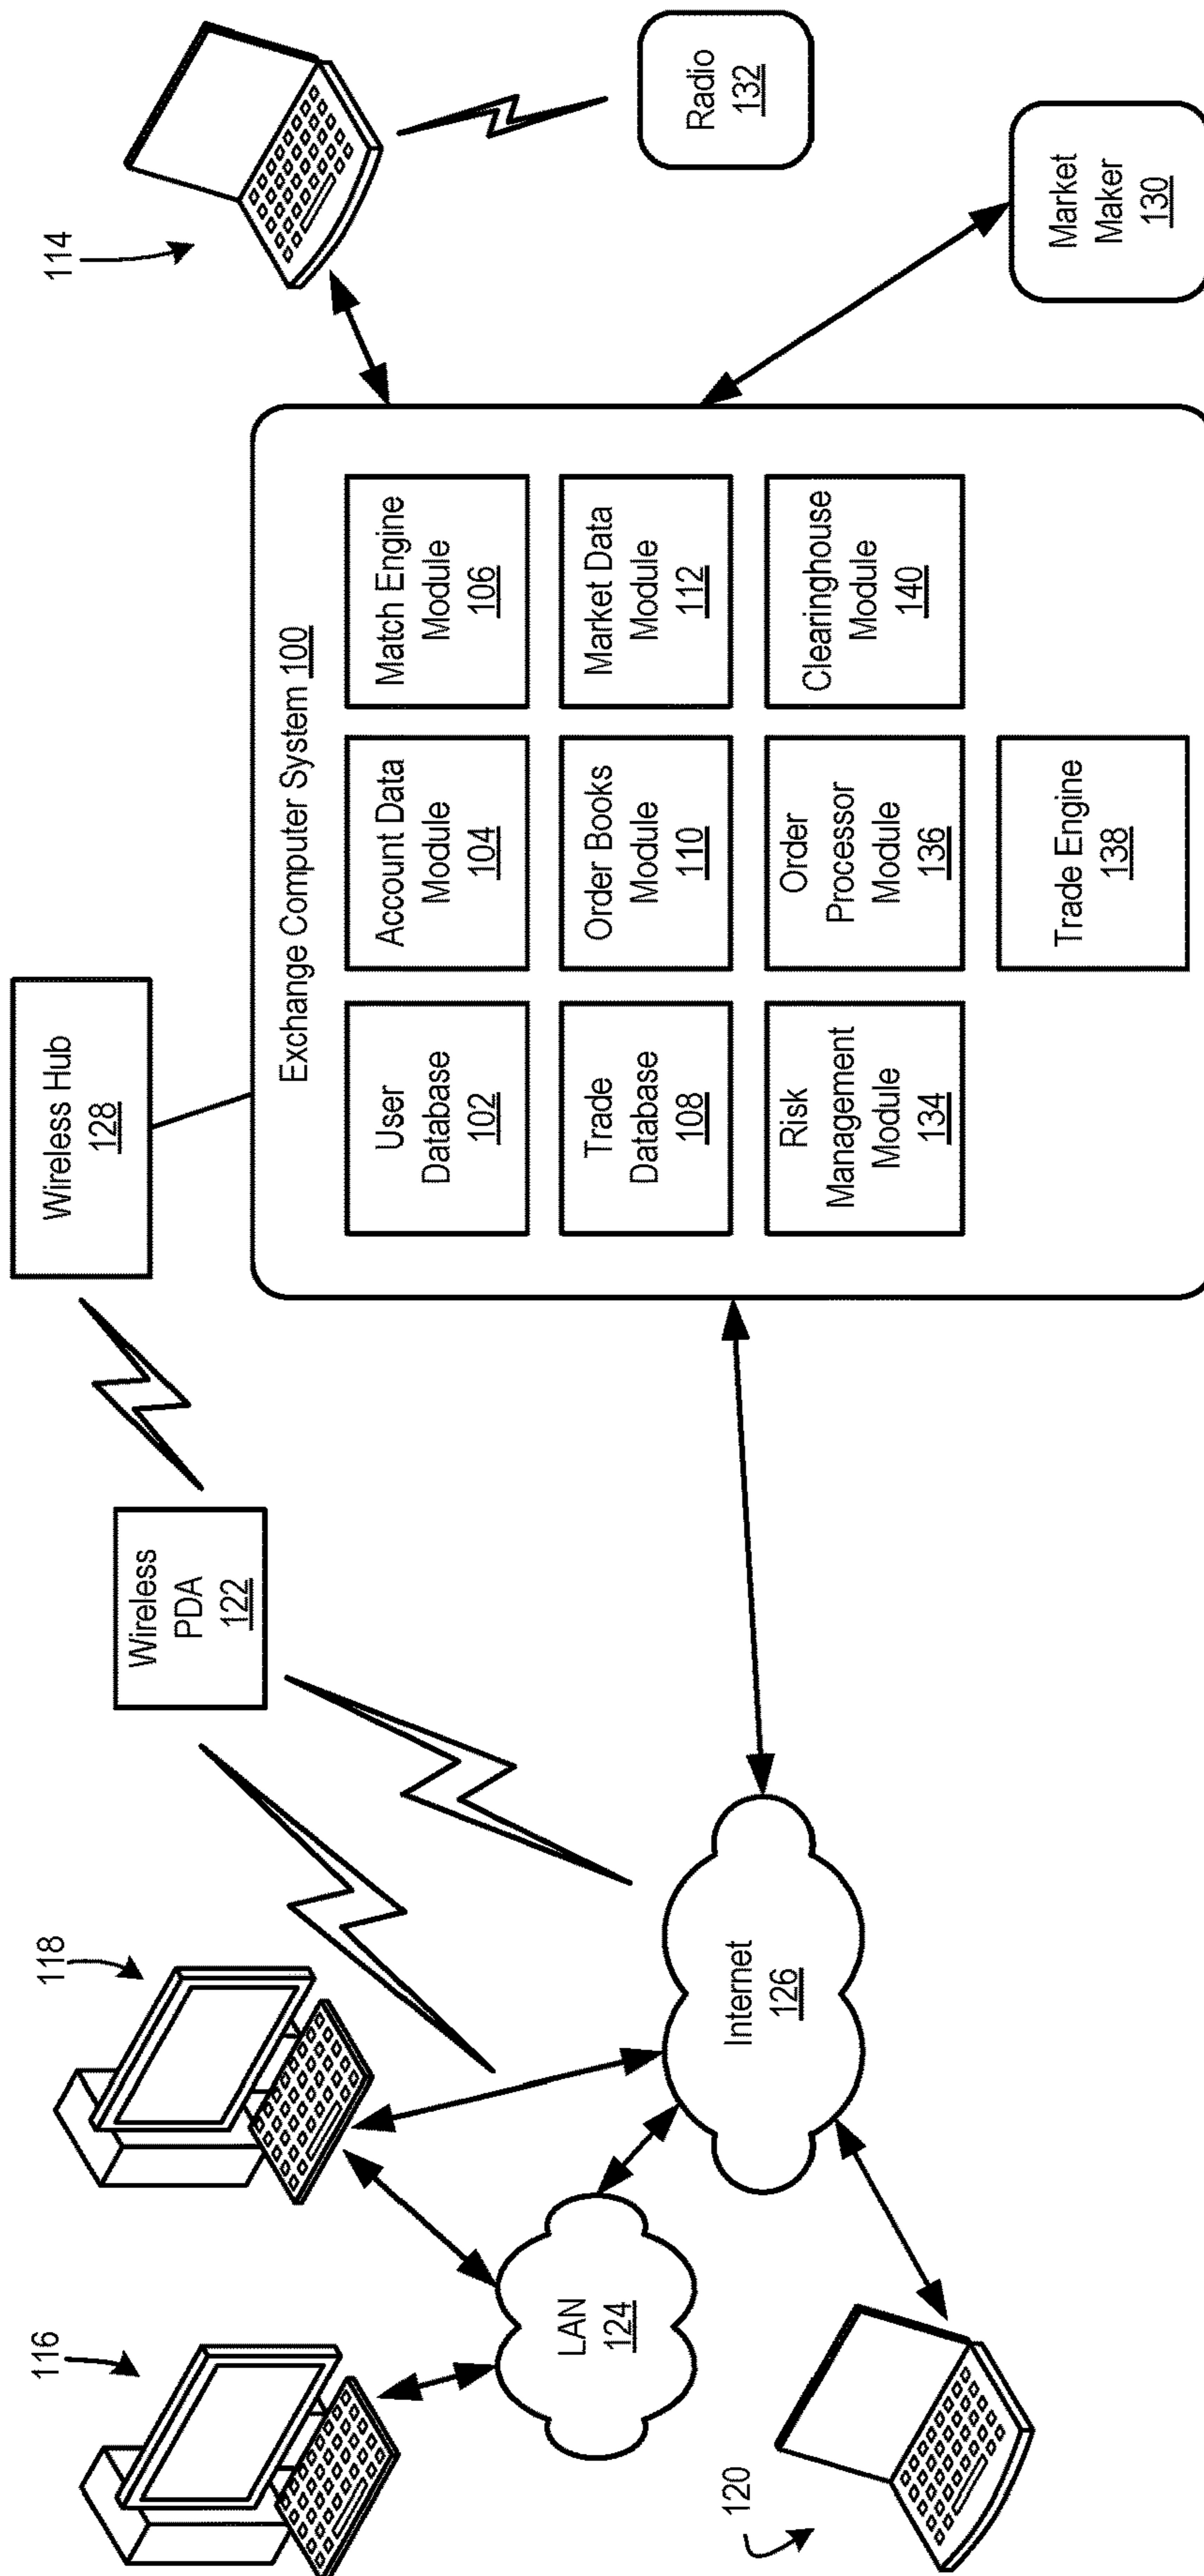 116
118
Wireless
PDA
122
Wireless Hub
128
114
Radio
132
Market
Maker
130
LAN
124
Internet
126
120
Exchange Computer System 100
User
Database
102
Account Data
Module
104
Match Engine
Module
106
Trade
Database
108
Order Books
Module
110
Market Data
Module
112
Risk
Management
Module
134
Order
Processor
Module
136
Clearinghouse
Module
140
Trade Engine
138